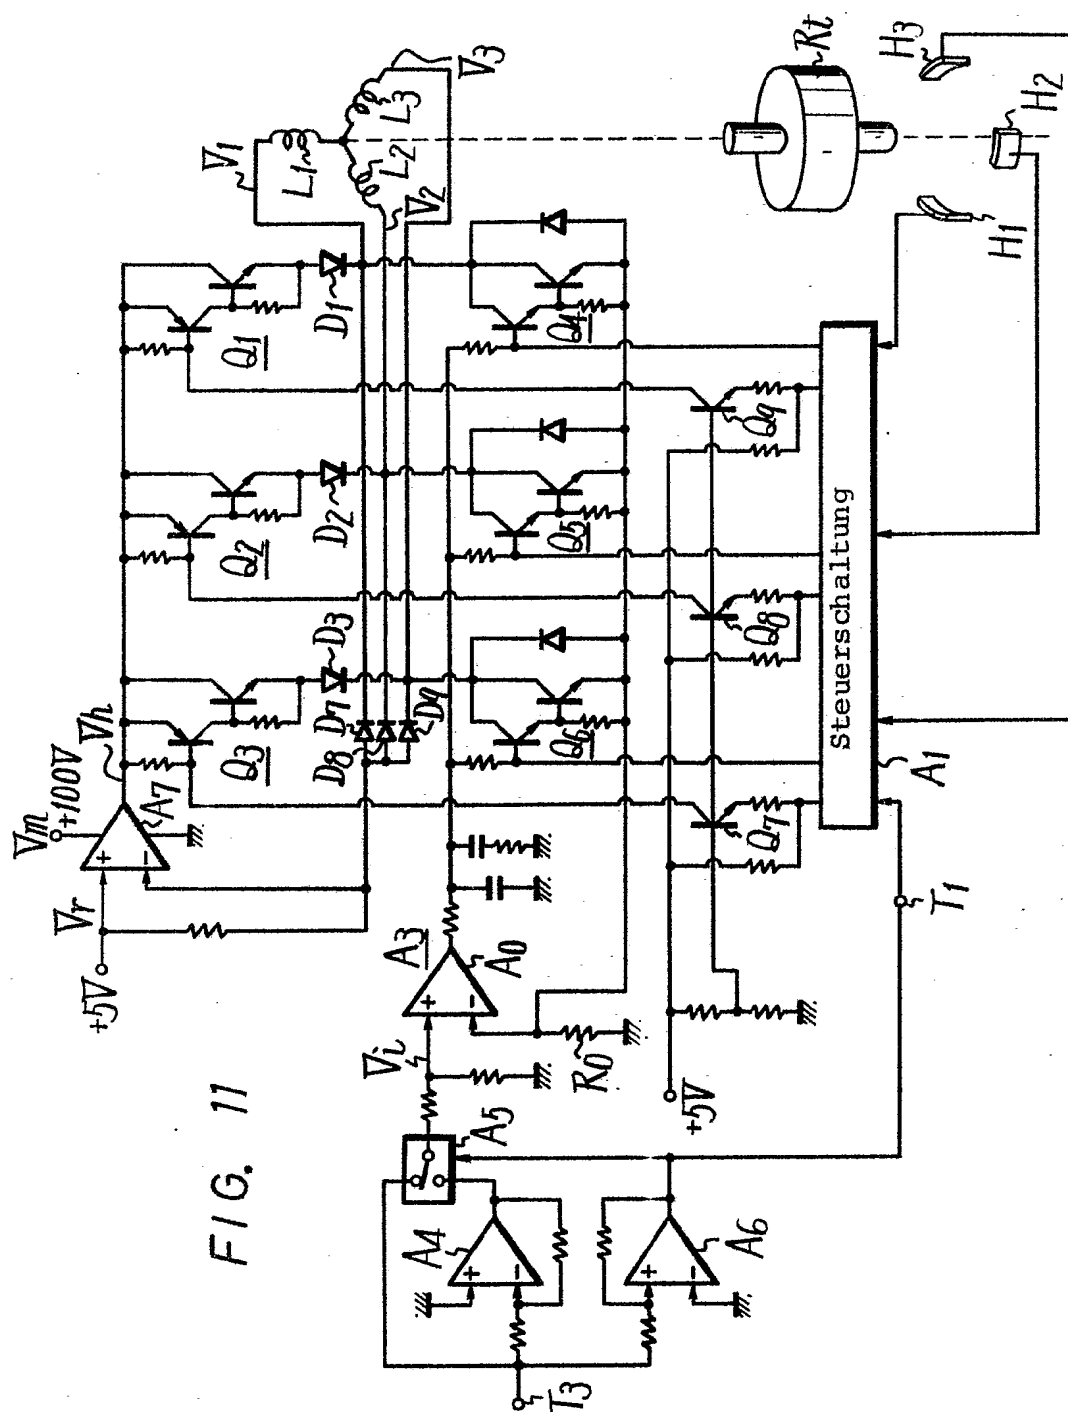 FIG. 11
Vm
+100V
Vh
A7
Vr
+5V
Q3
Q2
Q1
D3
D2
D1
D7
D8
D9
V1
V2
V3
L1
L2
L3
A3
A0
Vi
R0
A5
A4
A6
T3
T1
Q6
Q5
Q4
Q7
Q8
Q9
+5V
Steuerschaltung
A1
Rt
H1
H2
H3